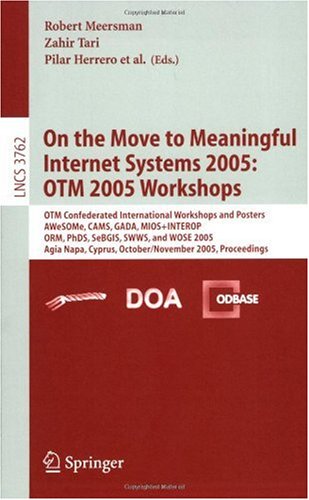 Robert Meersman
Zahir Tari
Pilar Herrero et al. (Eds.)
LNCS 3762
On the Move to Meaningful
Internet Systems 2005:
OTM 2005 Workshops
OTM Confederated International Workshops and Posters
AWeSOMe, CAMS, GADA, MIOS+INTEROP
ORM, PhDS, SeBGIS, SWWS, and WOSE 2005
Agia Napa, Cyprus, October/November 2005, Proceedings
DOA
ODBASE
Springer